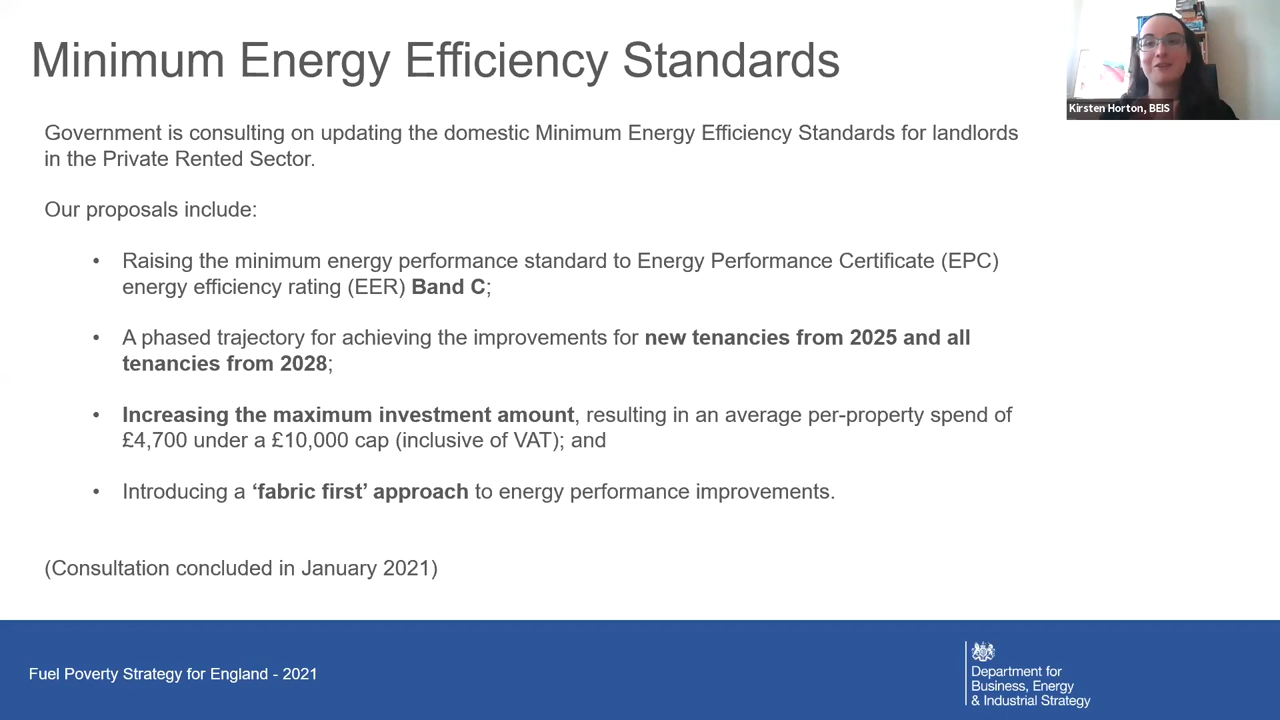 Minimum Energy Efficiency Standards
Kirsten Horton, BEIS
Government is consulting on updating the domestic Minimum Energy Efficiency Standards for landlords
in the Private Rented Sector.
Our proposals include:
• Raising the minimum energy performance standard to Energy Performance Certificate (EPC)
energy efficiency rating (EER) Band C;
• A phased trajectory for achieving the improvements for new tenancies from 2025 and all
tenancies from 2028;
• Increasing the maximum investment amount, resulting in an average per-property spend of
£4,700 under a £10,000 cap (inclusive of VAT); and
• Introducing a ‘fabric first’ approach to energy performance improvements.
(Consultation concluded in January 2021)
Fuel Poverty Strategy for England - 2021
Department for
Business, Energy
& Industrial Strategy